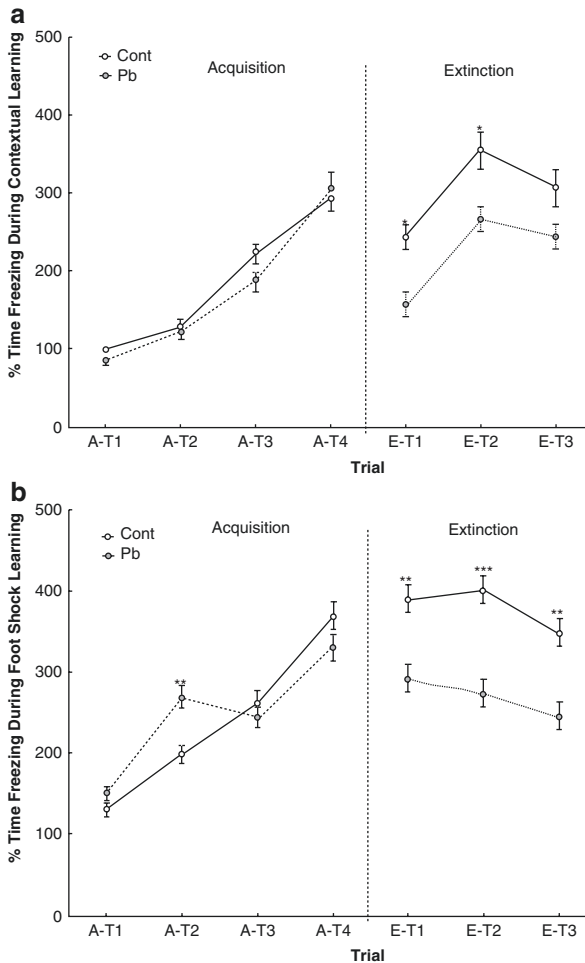 a
500
400
300
200
100
0
% Time Freezing During Contextual Learning
Cont
Pb
Acquisition
Extinction
*
*
A-T1 A-T2 A-T3 A-T4 E-T1 E-T2 E-T3
Trial
b
500
400
300
200
100
0
% Time Freezing During Foot Shock Learning
Cont
Pb
Acquisition
Extinction
**
**
***
**
A-T1 A-T2 A-T3 A-T4 E-T1 E-T2 E-T3
Trial